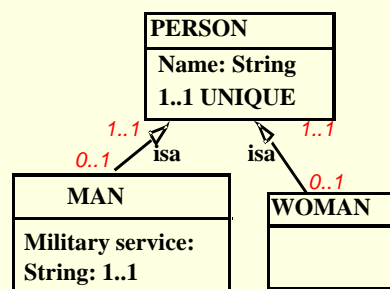 PERSON
Name: String
1..1 UNIQUE
1..1
1..1
isa
isa
0..1
0..1
MAN
WOMAN
Military service:
String: 1..1